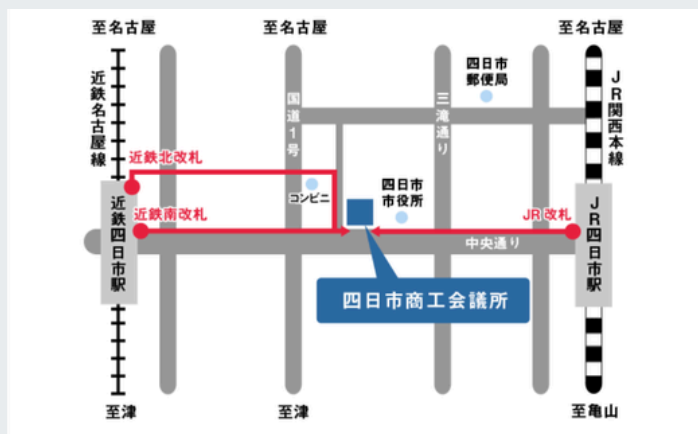 至名古屋
至名古屋
至名古屋
近鉄名古屋線
国道1号
三滝通り
四日市
郵便局
JR関西本線
近鉄北改札
コンビニ
四日市
市役所
近鉄南改札
JR改札
近鉄四日市駅
中央通り
JR四日市駅
四日市商工会議所
至津
至津
至亀山